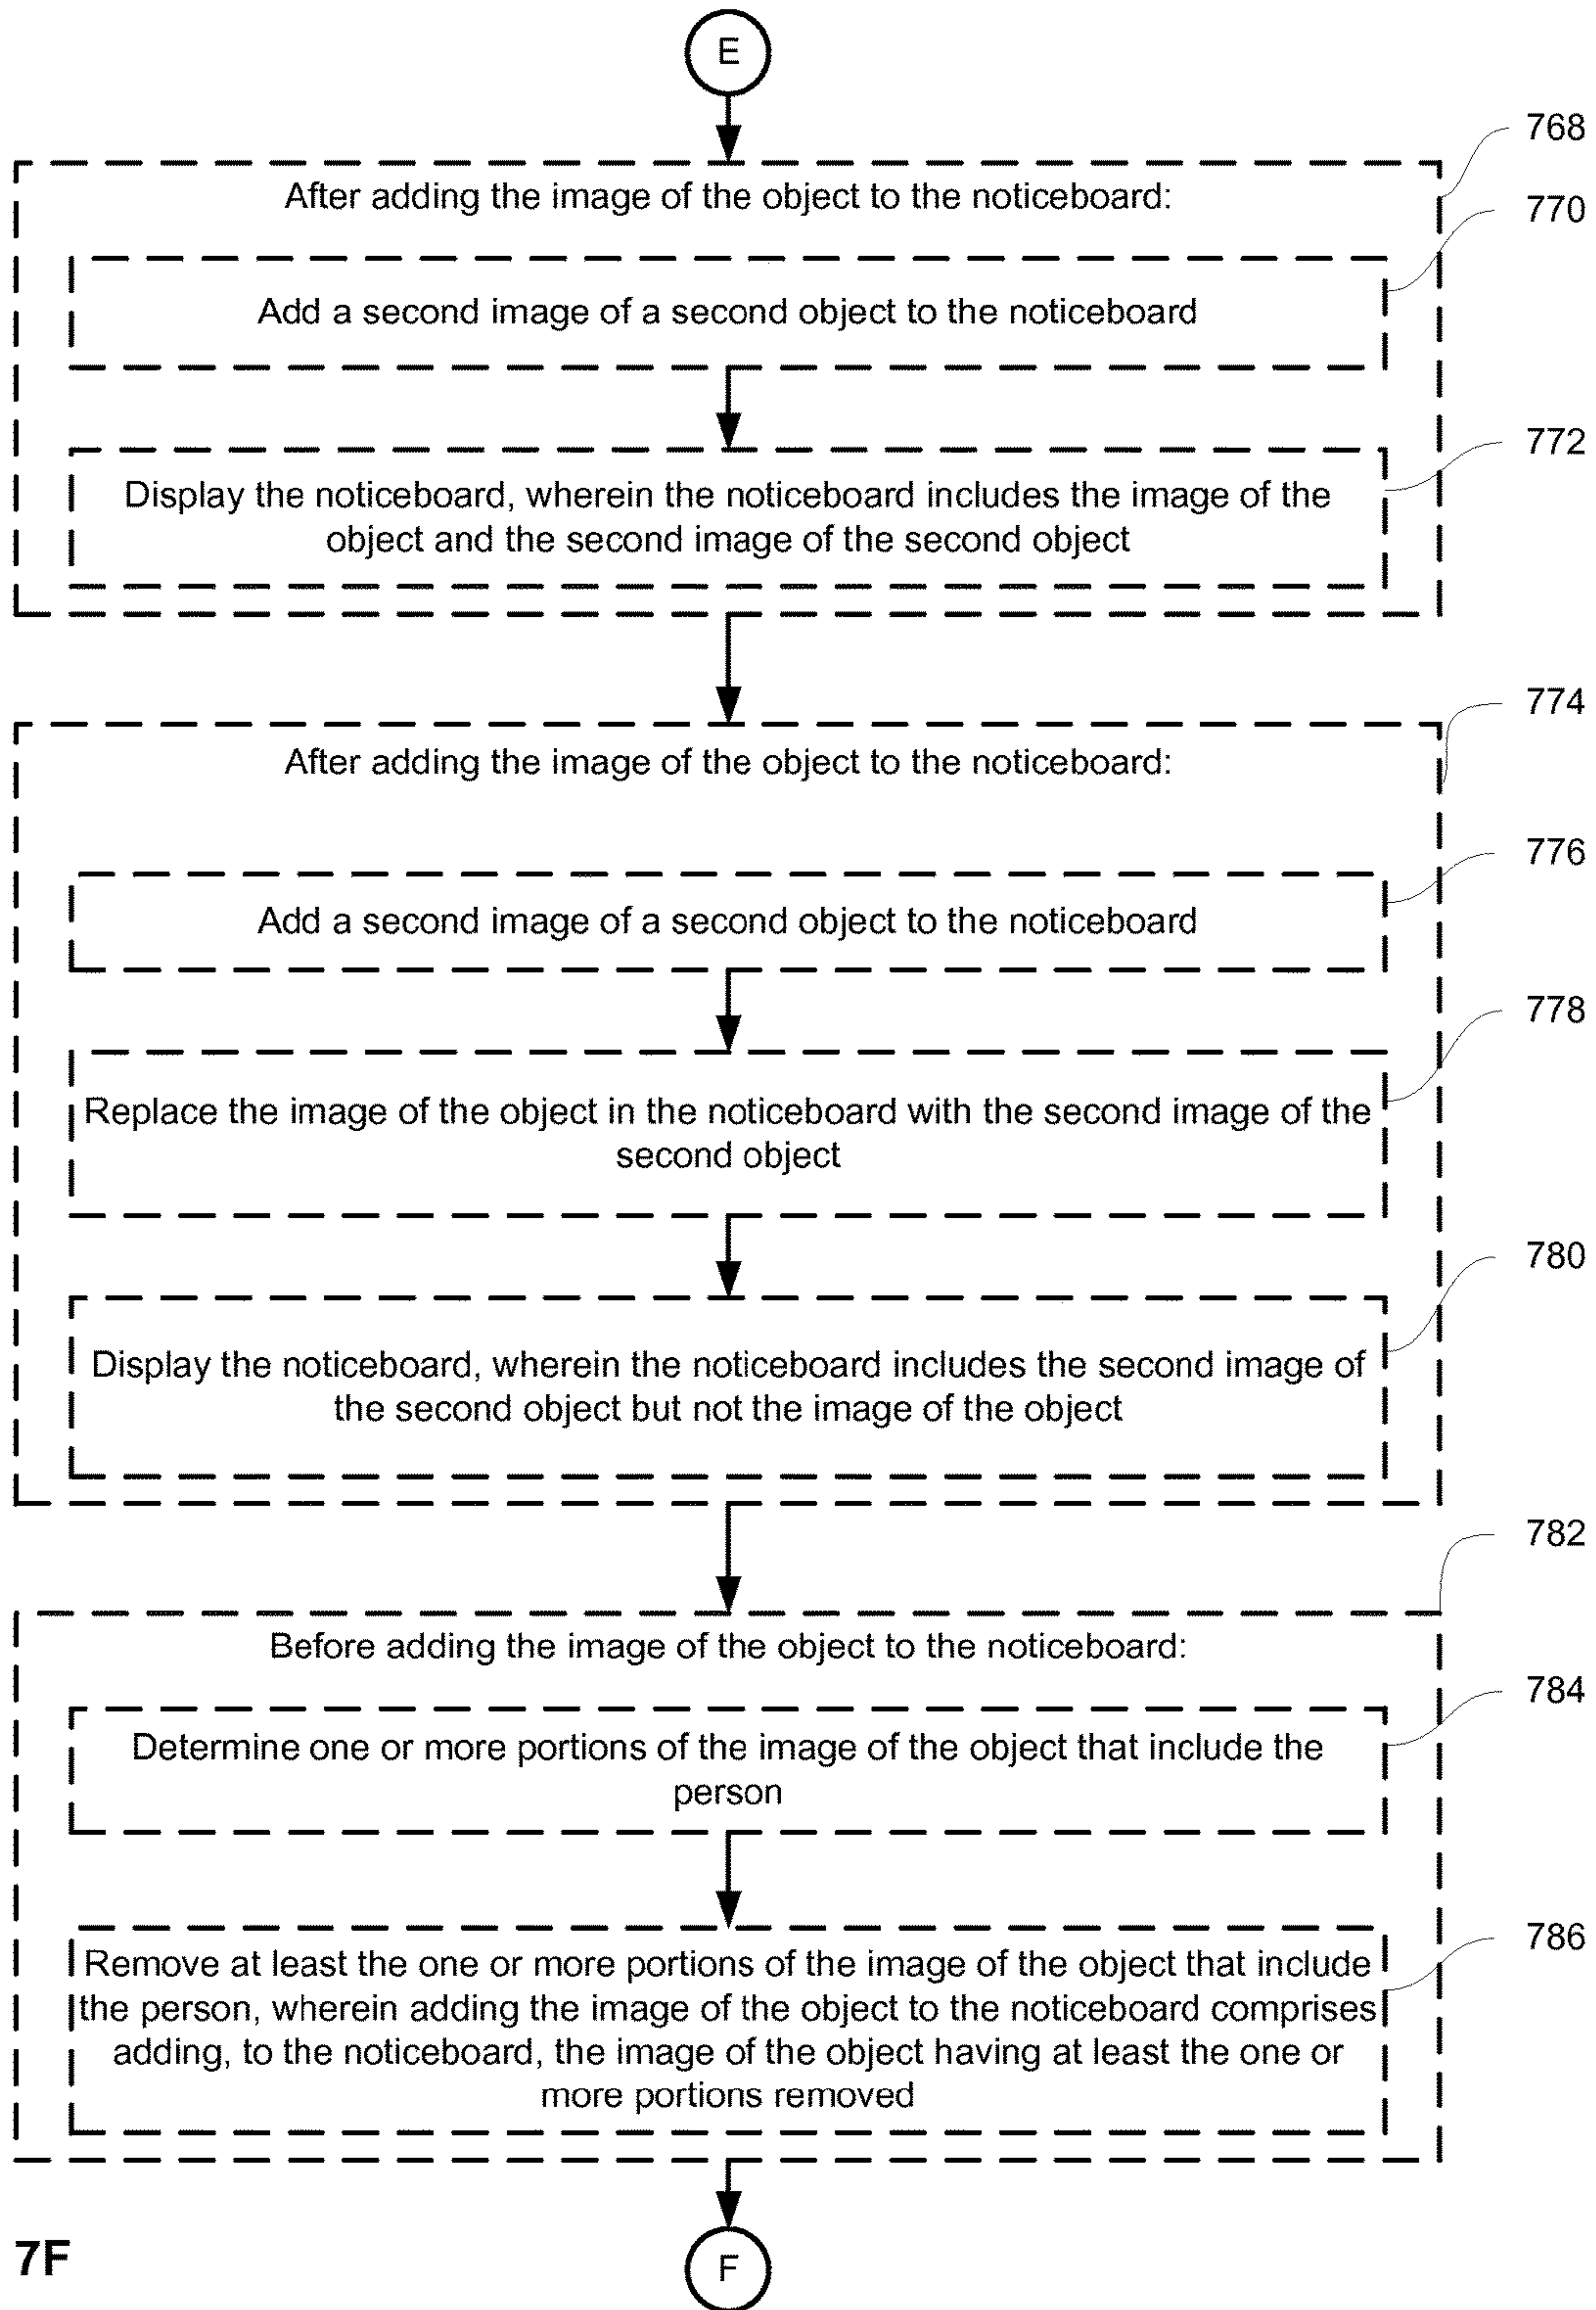 E
768
After adding the image of the object to the noticeboard:
770
Add a second image of a second object to the noticeboard
772
Display the noticeboard, wherein the noticeboard includes the image of the
object and the second image of the second object
774
After adding the image of the object to the noticeboard:
776
Add a second image of a second object to the noticeboard
778
Replace the image of the object in the noticeboard with the second image of the
second object
780
Display the noticeboard, wherein the noticeboard includes the second image of
the second object but not the image of the object
782
Before adding the image of the object to the noticeboard:
784
Determine one or more portions of the image of the object that include the
person
786
Remove at least the one or more portions of the image of the object that include
the person, wherein adding the image of the object to the noticeboard comprises
adding, to the noticeboard, the image of the object having at least the one or
more portions removed
7F
F